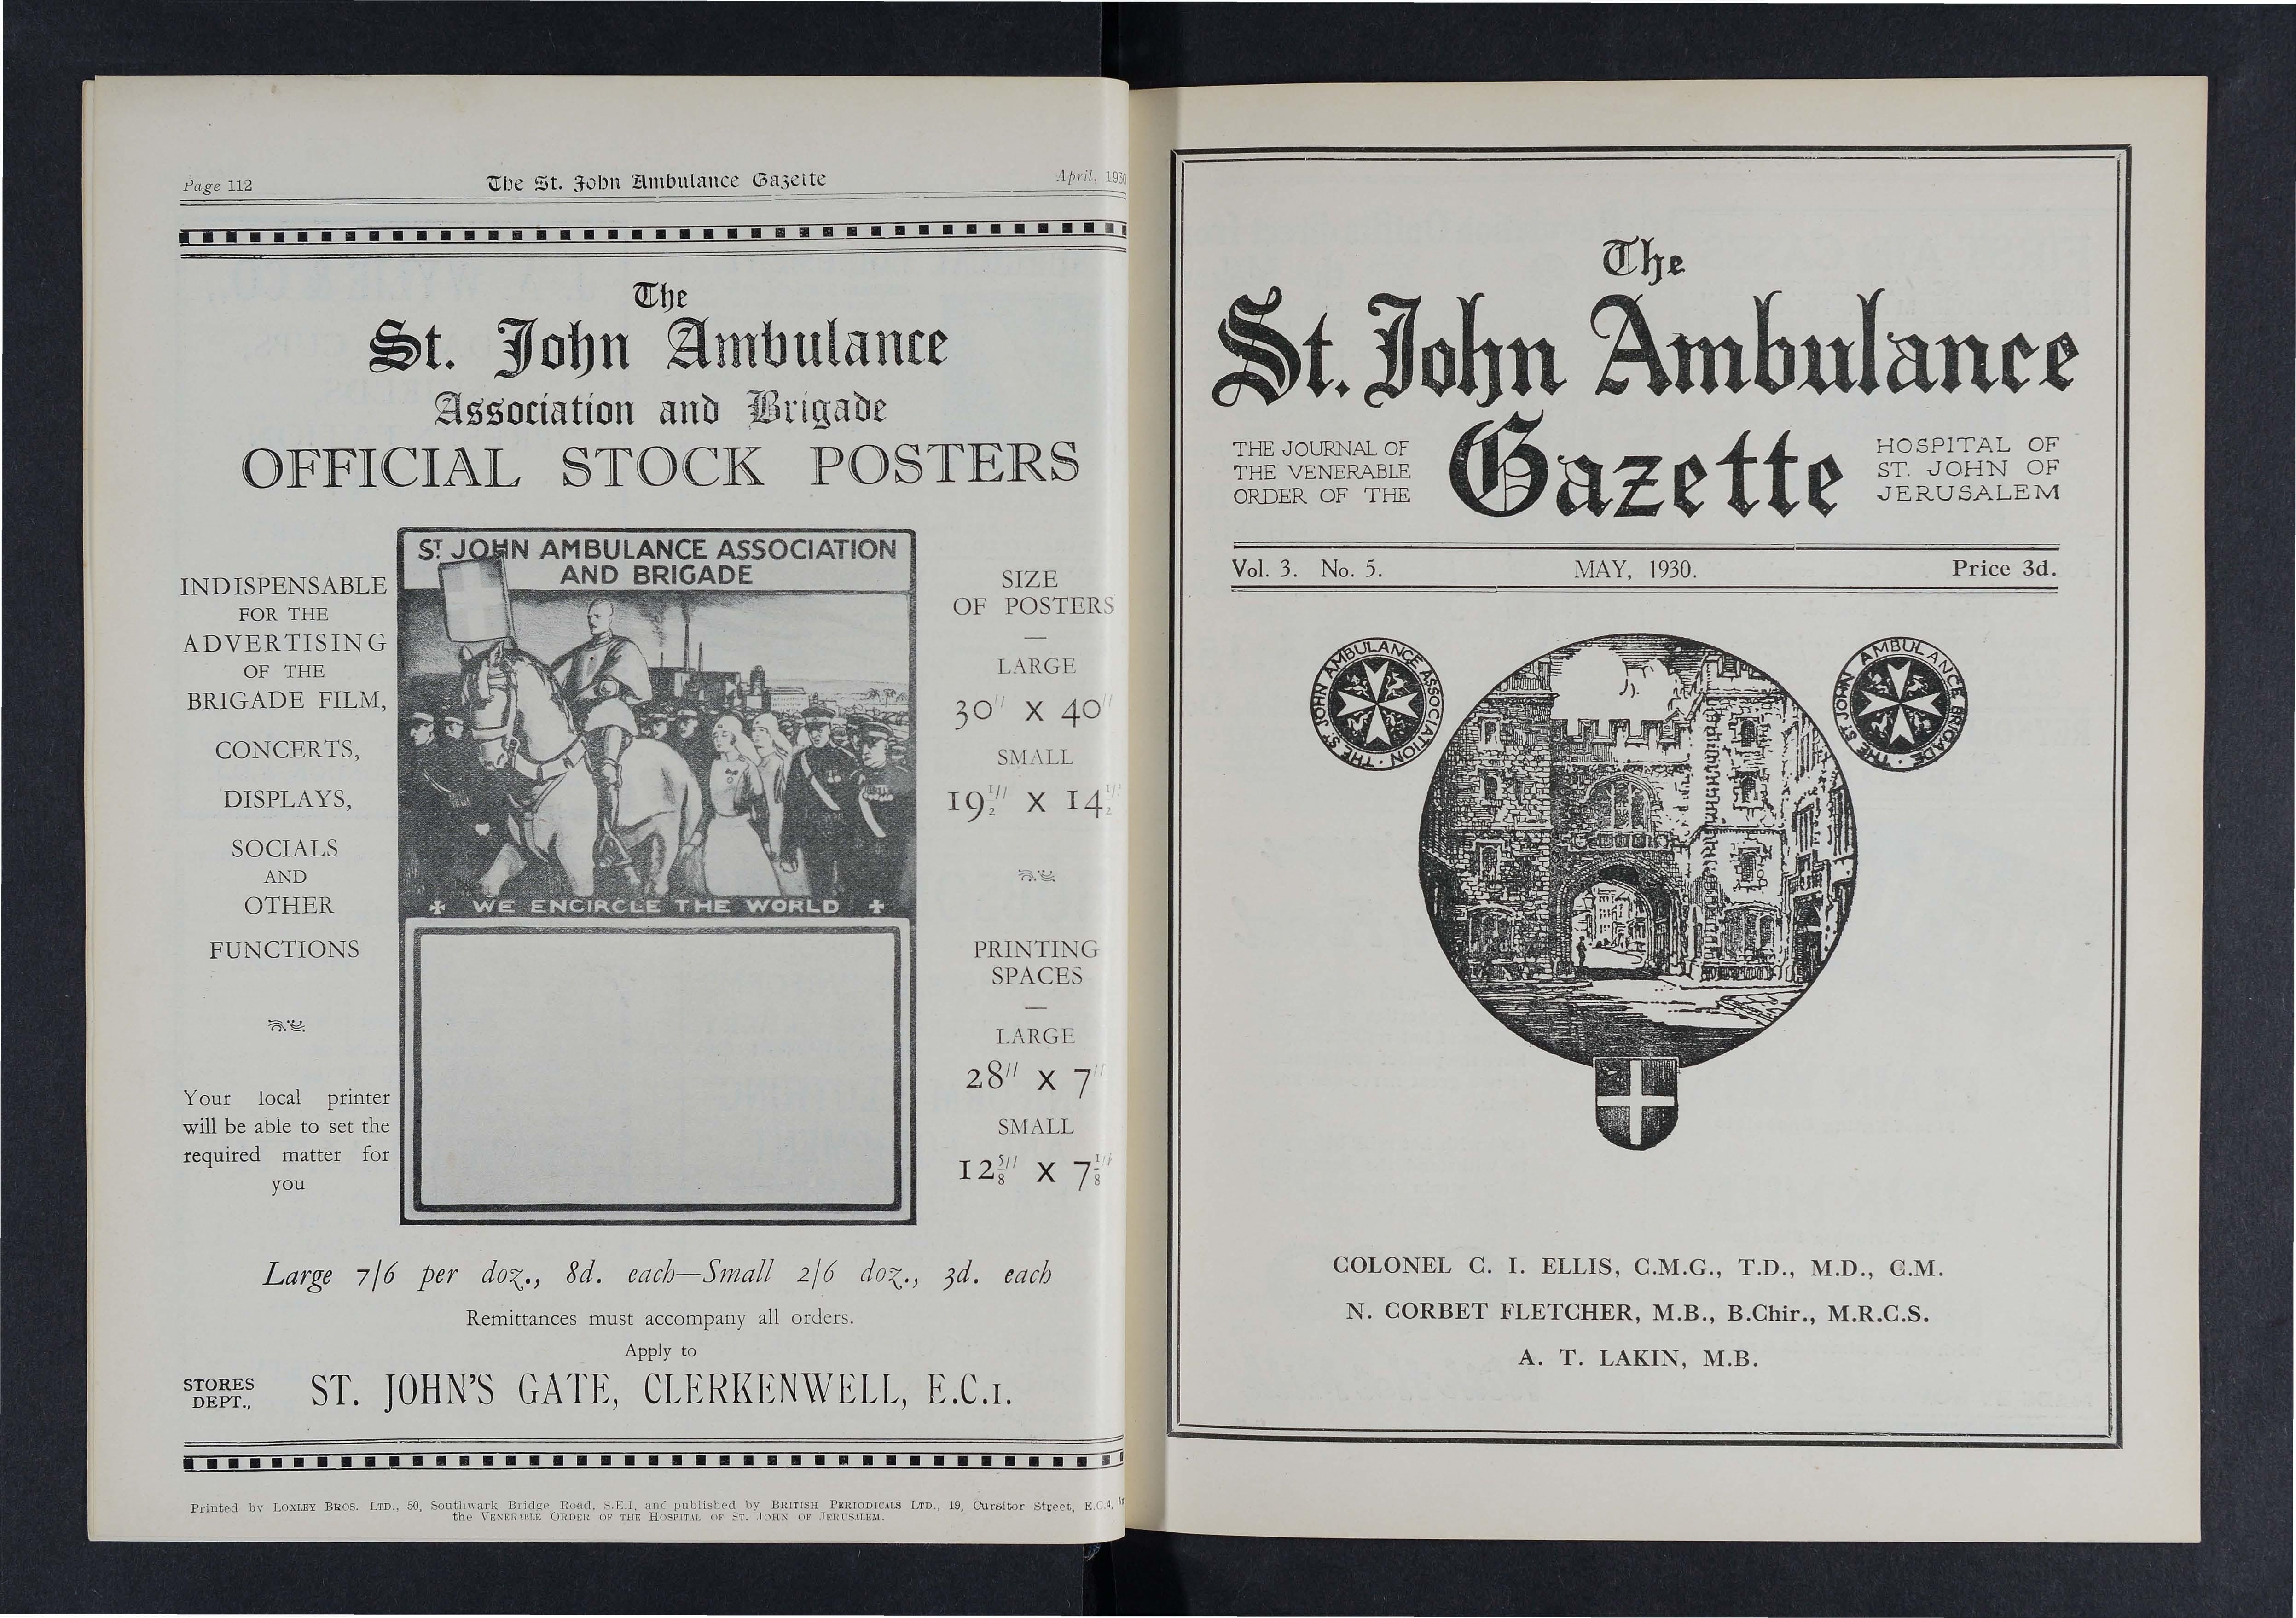 Page 112 The St. John Ambulance Gazette April, 1930
The
St. John Ambulance
Association and Brigade
OFFICIAL STOCK POSTERS
INDISPENSABLE
FOR THE
ADVERTISING
OF THE
BRIGADE FILM,
CONCERTS,
DISPLAYS,
SOCIALS
AND
OTHER
FUNCTIONS
Your local printer
will be able to set the
required matter for
you
ST JOHN AMBULANCE ASSOCIATION
AND BRIGADE
WE ENCIRCLE THE WORLD
SIZE
OF POSTERS
LARGE
30" X 40"
SMALL
19½" X 14½"
PRINTING
SPACES
LARGE
28" X 7"
SMALL
12⅝" X 7⅛"
Large 7/6 per doz., 8d. each—Small 2/6 doz., 3d. each
Remittances must accompany all orders.
Apply to
STORES
DEPT.,
ST. JOHN'S GATE, CLERKENWELL, E.C.1.
Printed by LOXLEY BROS. LTD., 50, Southwark Bridge Road, S.E.1, and published by BRITISH PERIODICALS LTD., 19, Cursitor Street, E.C.4, for
the VENERABLE ORDER OF THE HOSPITAL OF ST. JOHN OF JERUSALEM.
The
St. John Ambulance
Gazette
THE JOURNAL OF
THE VENERABLE
ORDER OF THE
HOSPITAL OF
ST. JOHN OF
JERUSALEM
Vol. 3. No. 5. MAY, 1930. Price 3d.
THE ST JOHN AMBULANCE ASSOCIATION
THE ST JOHN AMBULANCE BRIGADE
COLONEL C. I. ELLIS, C.M.G., T.D., M.D., C.M.
N. CORBET FLETCHER, M.B., B.Chir., M.R.C.S.
A. T. LAKIN, M.B.